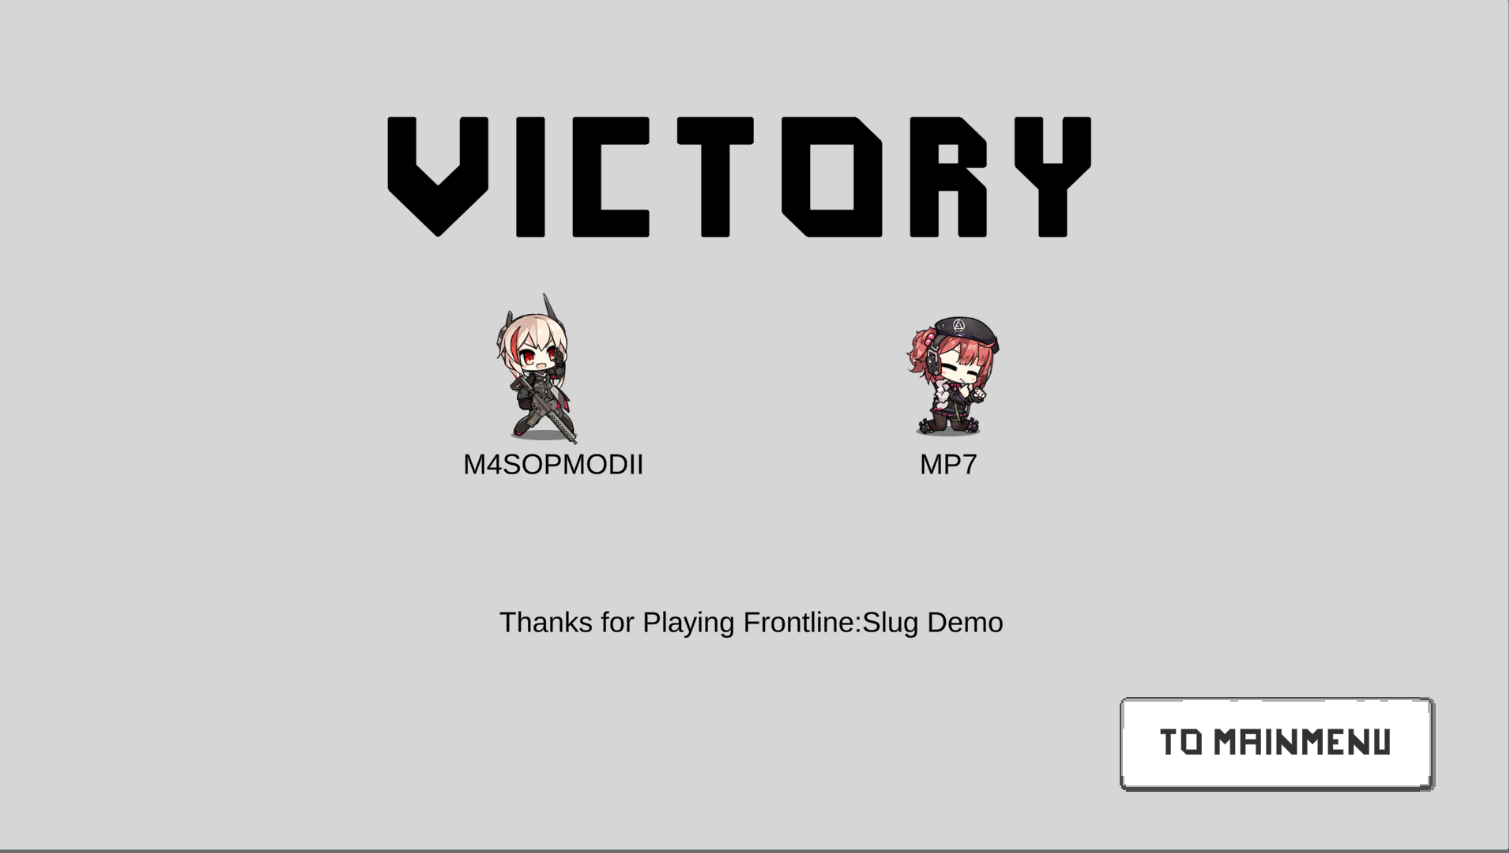 VICTORY
M4SOPMODII
MP7
Thanks for Playing Frontline:Slug Demo
TO MAINMENU